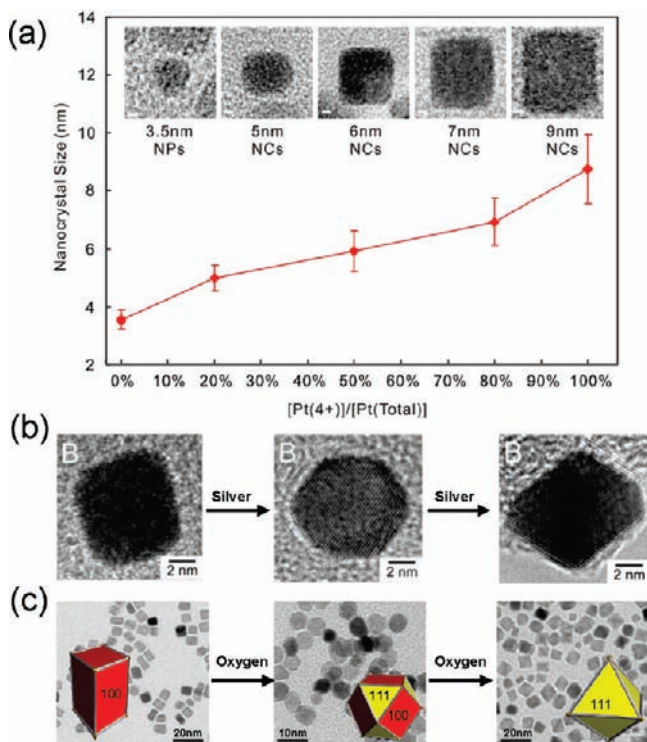 (a)
14
12
10
8
6
4
2
Nanocrystal Size (nm)
3.5nm NPs
5nm NCs
6nm NCs
7nm NCs
9nm NCs
0% 10% 20% 30% 40% 50% 60% 70% 80% 90% 100%
[Pt(4+)]/[Pt(Total)]
(b)
B
2 nm
Silver
B
2 nm
Silver
B
2 nm
(c)
100
20nm
Oxygen
111
100
10nm
Oxygen
111
20nm